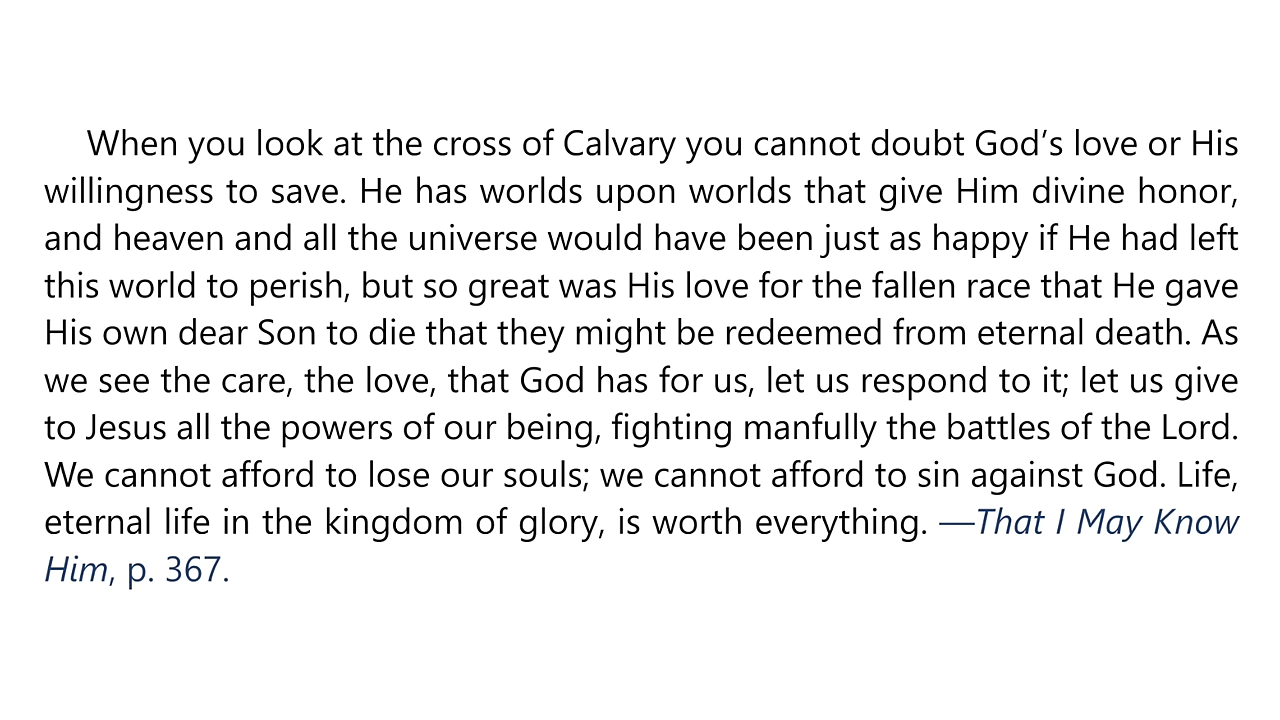 When you look at the cross of Calvary you cannot doubt God’s love or His
willingness to save. He has worlds upon worlds that give Him divine honor,
and heaven and all the universe would have been just as happy if He had left
this world to perish, but so great was His love for the fallen race that He gave
His own dear Son to die that they might be redeemed from eternal death. As
we see the care, the love, that God has for us, let us respond to it; let us give
to Jesus all the powers of our being, fighting manfully the battles of the Lord.
We cannot afford to lose our souls; we cannot afford to sin against God. Life,
eternal life in the kingdom of glory, is worth everything. —That I May Know
Him, p. 367.